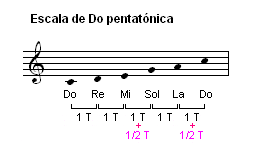 Escala de Do pentatónica
Do Re Mi Sol La Do
1 T 1 T 1 T 1 T 1 T
+ +
1/2 T 1/2 T